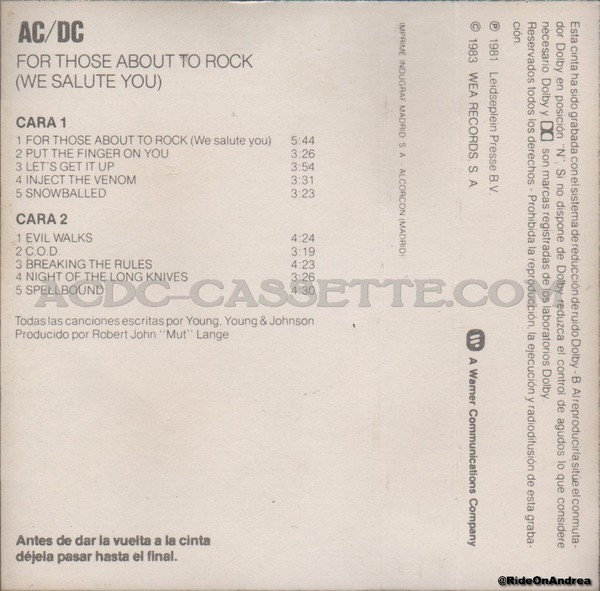 AC/DC
FOR THOSE ABOUT TO ROCK
(WE SALUTE YOU)
CARA 1
1 FOR THOSE ABOUT TO ROCK (We salute you) 5:44
2 PUT THE FINGER ON YOU 3:26
3 LET'S GET IT UP 3:54
4 INJECT THE VENOM 3:31
5 SNOWBALLED 3:23
CARA 2
1 EVIL WALKS 4:24
2 C.O.D. 3:19
3 BREAKING THE RULES 4:23
4 NIGHT OF THE LONG KNIVES 3:26
5 SPELLBOUND 4:30
ACDC-CASSETTE.COM
Todas las canciones escritas por Young, Young & Johnson
Producido por Robert John "Mut" Lange
Antes de dar la vuelta a la cinta
déjela pasar hasta el final.
IMPRIME INDUGRAF MADRID, S. A. ALCORCON (MADRID)
Ⓟ 1981 Leidseplein Presse B.V.
© 1983 WEA RECORDS, S. A.
A Warner Communications Company
Esta cinta ha sido grabada con el sistema de reducción de ruido Dolby - B. Al reproducirla sitúe el conmuta-
dor Dolby en posición "N". Si no dispone de Dolby, reduzca el control de agudos lo que considere
necesario. Dolby y son marcas registradas de los laboratorios Dolby.
Reservados todos los derechos - Prohibida la reproducción, la ejecución y radiodifusión de esta graba-
ción.
@RideOnAndrea